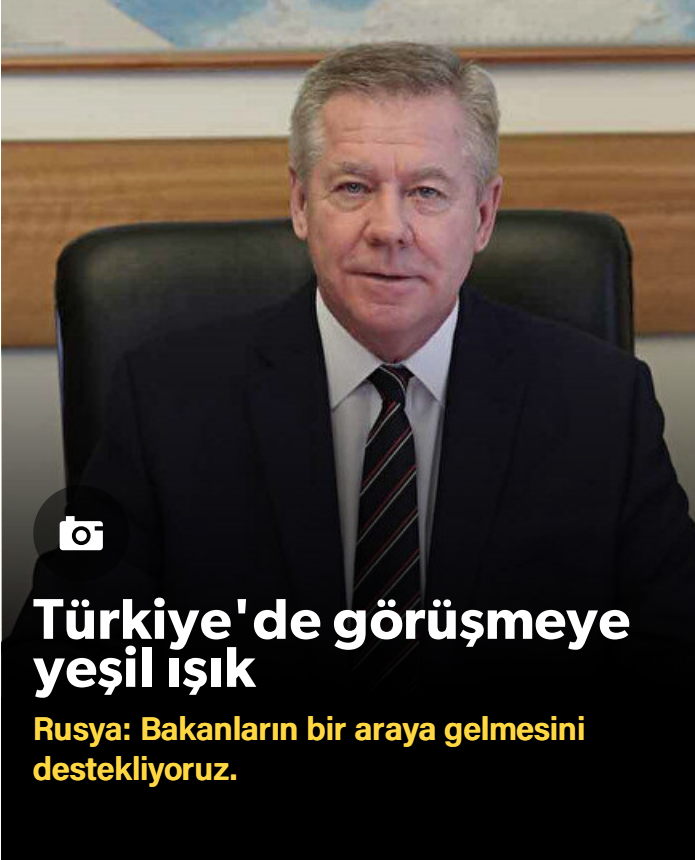 Türkiye'de görüşmeye
yeşil ışık
Rusya: Bakanların bir araya gelmesini
destekliyoruz.